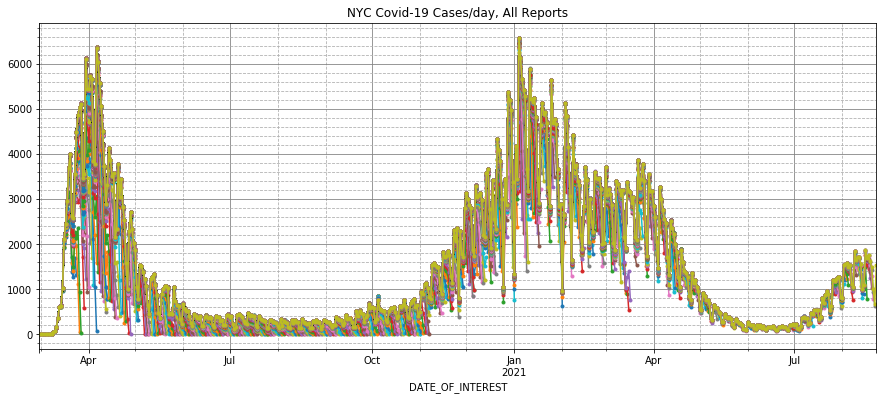 NYC Covid-19 Cases/day, All Reports
6000
5000
4000
3000
2000
1000
0
Apr Jul Oct Jan Apr Jul
2021
DATE_OF_INTEREST